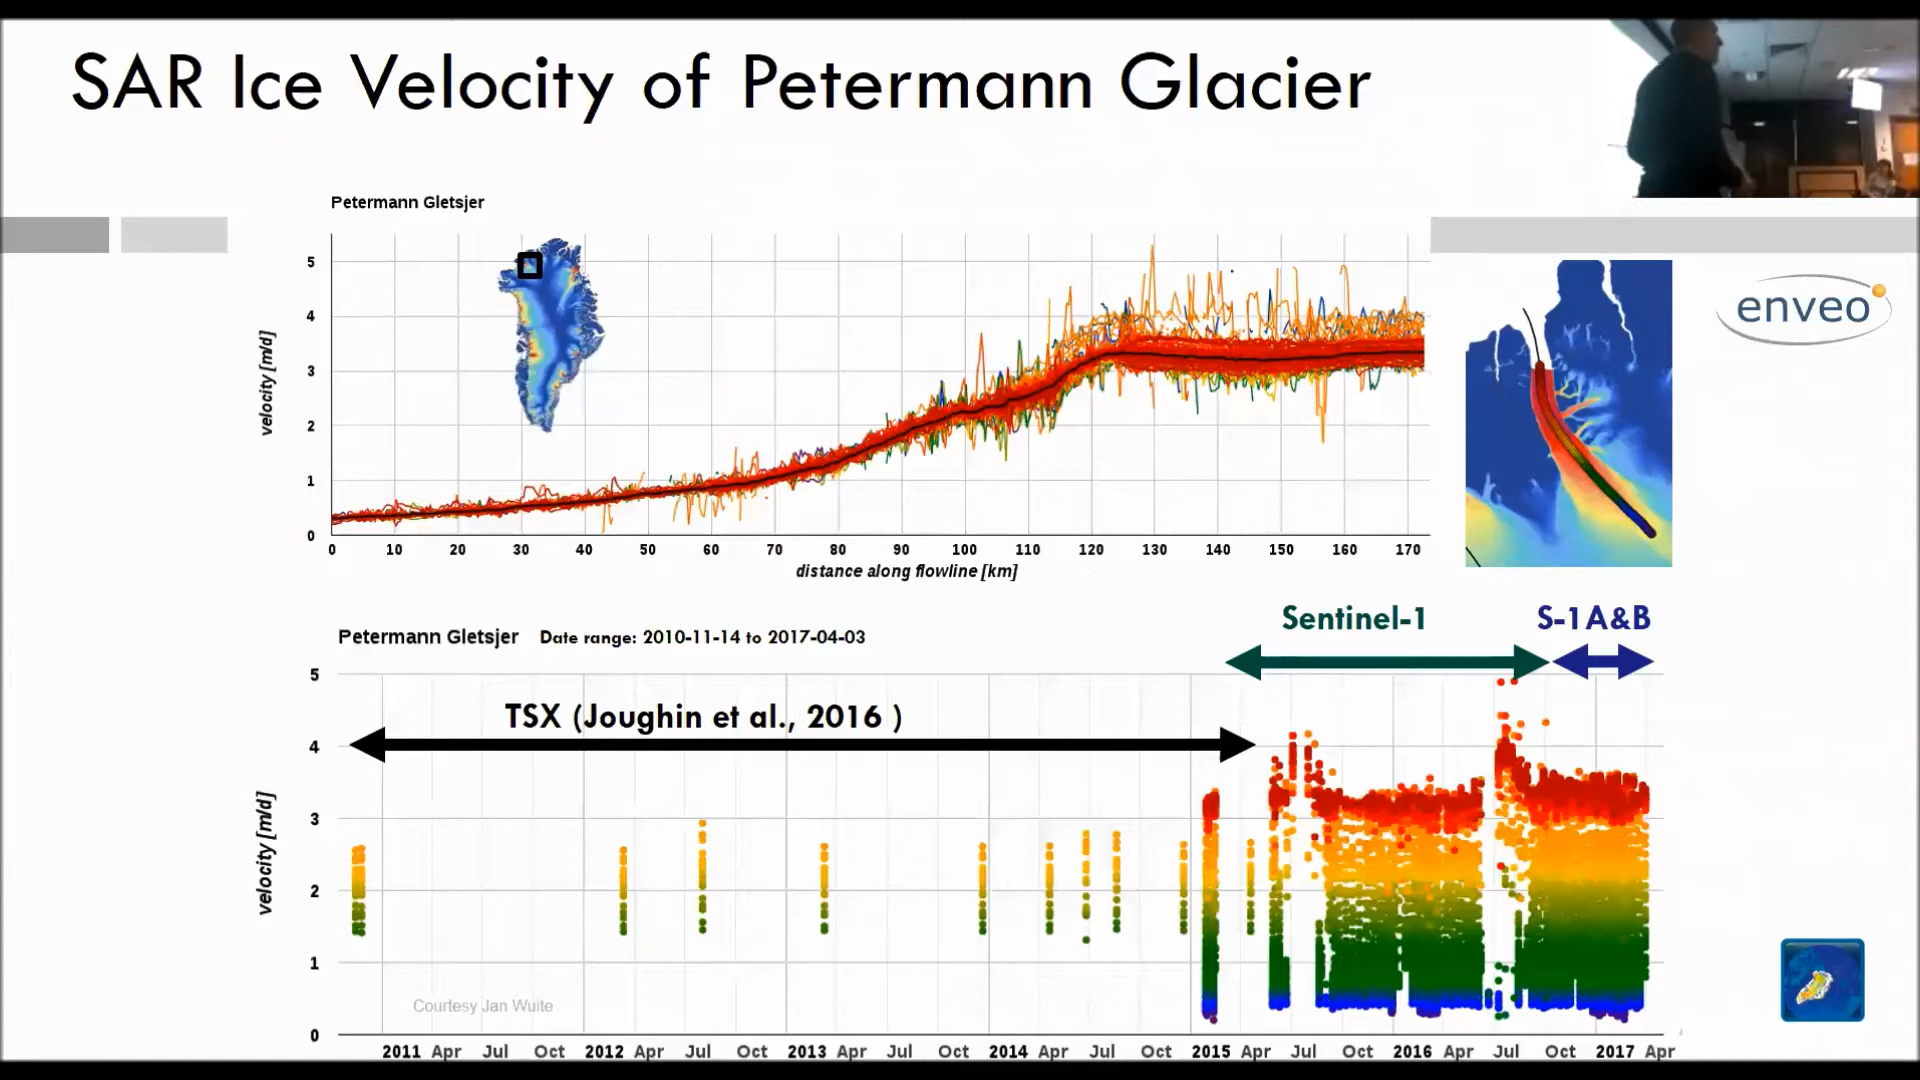 SAR Ice Velocity of Petermann Glacier
Petermann Gletsjer
velocity [m/d]
5
4
3
2
1
0
0 10 20 30 40 50 60 70 80 90 100 110 120 130 140 150 160 170
distance along flowline [km]
enveo
Sentinel-1 S-1A&B
Petermann Gletsjer Date range: 2010-11-14 to 2017-04-03
TSX (Joughin et al., 2016 )
velocity [m/d]
5
4
3
2
1
0
Courtesy Jan Wuite
2011 Apr Jul Oct 2012 Apr Jul Oct 2013 Apr Jul Oct 2014 Apr Jul Oct 2015 Apr Jul Oct 2016 Apr Jul Oct 2017 Apr